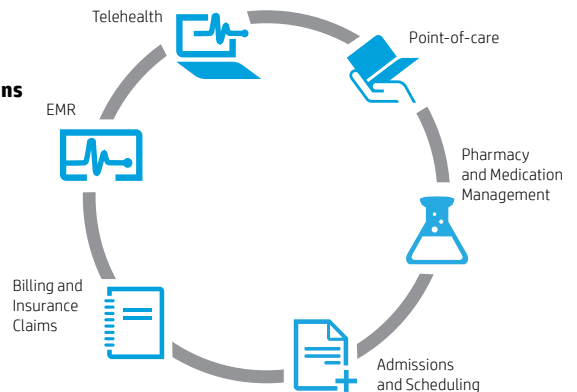 Telehealth
Point-of-care
ns
EMR
Pharmacy
and Medication
Management
Billing and
Insurance
Claims
Admissions
and Scheduling